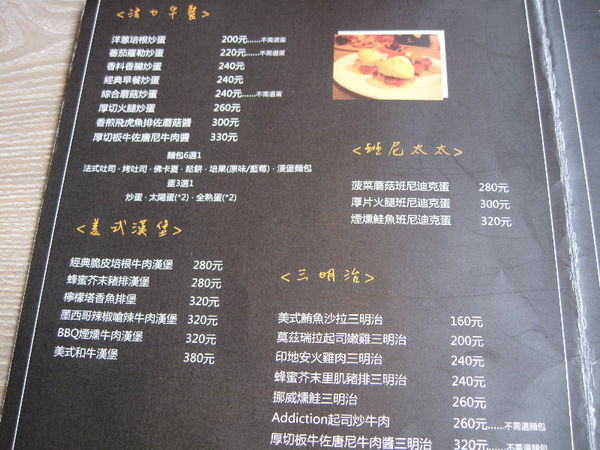 <活力早餐>
洋蔥培根炒蛋 200元......不需選蛋
蕃茄蘿勒炒蛋 220元......不需選蛋
香料香腸炒蛋 240元
經典早餐炒蛋 240元
綜合蘑菇炒蛋 240元......不需選蛋
厚切火腿炒蛋 260元
香煎飛虎魚排佐蘑菇醬 300元
厚切板牛佐唐尼牛肉醬 330元
麵包6選1
法式吐司·烤吐司·佛卡夏·鬆餅·培果(原味/藍莓)·漢堡麵包
蛋3選1
炒蛋·太陽蛋(*2)·全熟蛋(*2)
<美式漢堡>
經典脆皮培根牛肉漢堡 280元
蜂蜜芥末豬排漢堡 280元
檸檬塔香魚排堡 320元
墨西哥辣椒嗆辣牛肉漢堡 320元
BBQ煙燻牛肉漢堡 320元
美式和牛漢堡 380元
<班尼太太>
菠菜蘑菇班尼迪克蛋 280元
厚片火腿班尼迪克蛋 300元
煙燻鮭魚班尼迪克蛋 320元
<三明治>
美式鮪魚沙拉三明治 160元
莫茲瑞拉起司嫩雞三明治 200元
印地安火雞肉三明治 240元
蜂蜜芥末里肌豬排三明治 240元
挪威燻鮭三明治 260元
Addiction起司炒牛肉 260元......不需選麵包
厚切板牛佐唐尼牛肉醬三明治 320元......不需選麵包